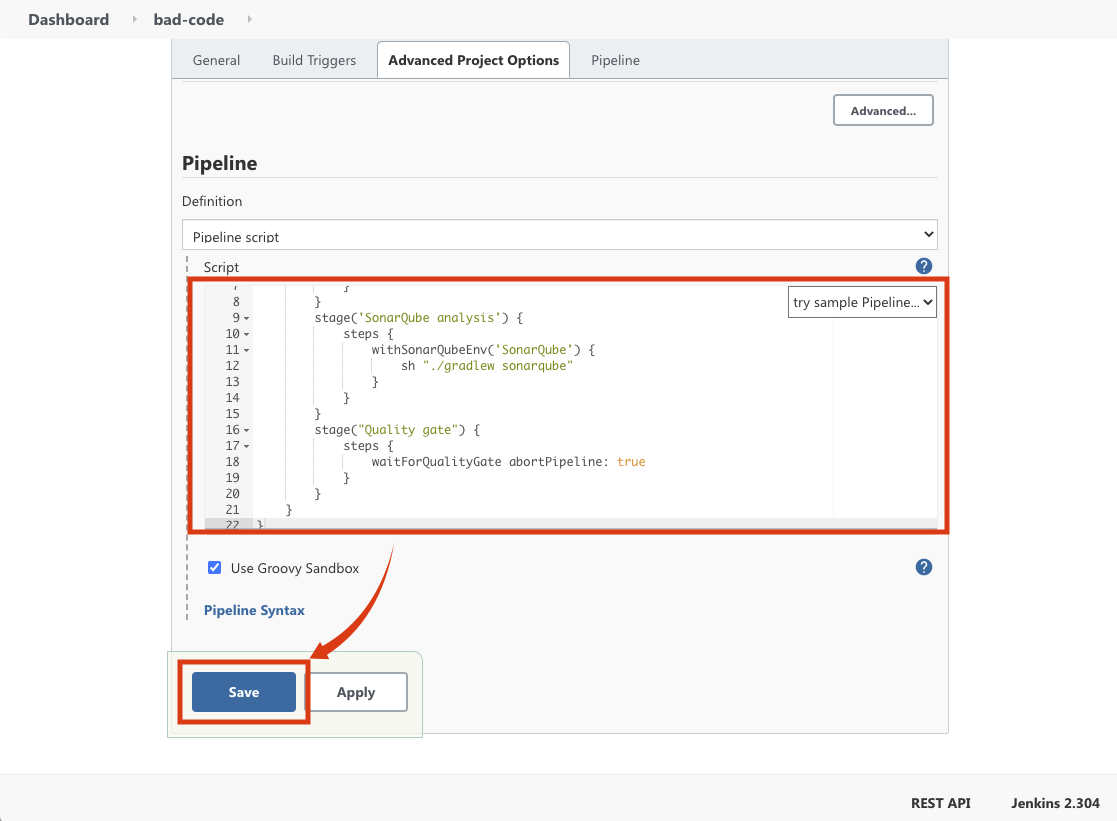 Dashboard bad-code
General Build Triggers Advanced Project Options Pipeline
Advanced...
Pipeline
Definition
Pipeline script
Script
try sample Pipeline...
7 }
8 }
9 stage('SonarQube analysis') {
10 steps {
11 withSonarQubeEnv('SonarQube') {
12 sh "./gradlew sonarqube"
13 }
14 }
15 }
16 stage("Quality gate") {
17 steps {
18 waitForQualityGate abortPipeline: true
19 }
20 }
21 }
22 }
Use Groovy Sandbox
Pipeline Syntax
Save Apply
REST API Jenkins 2.304